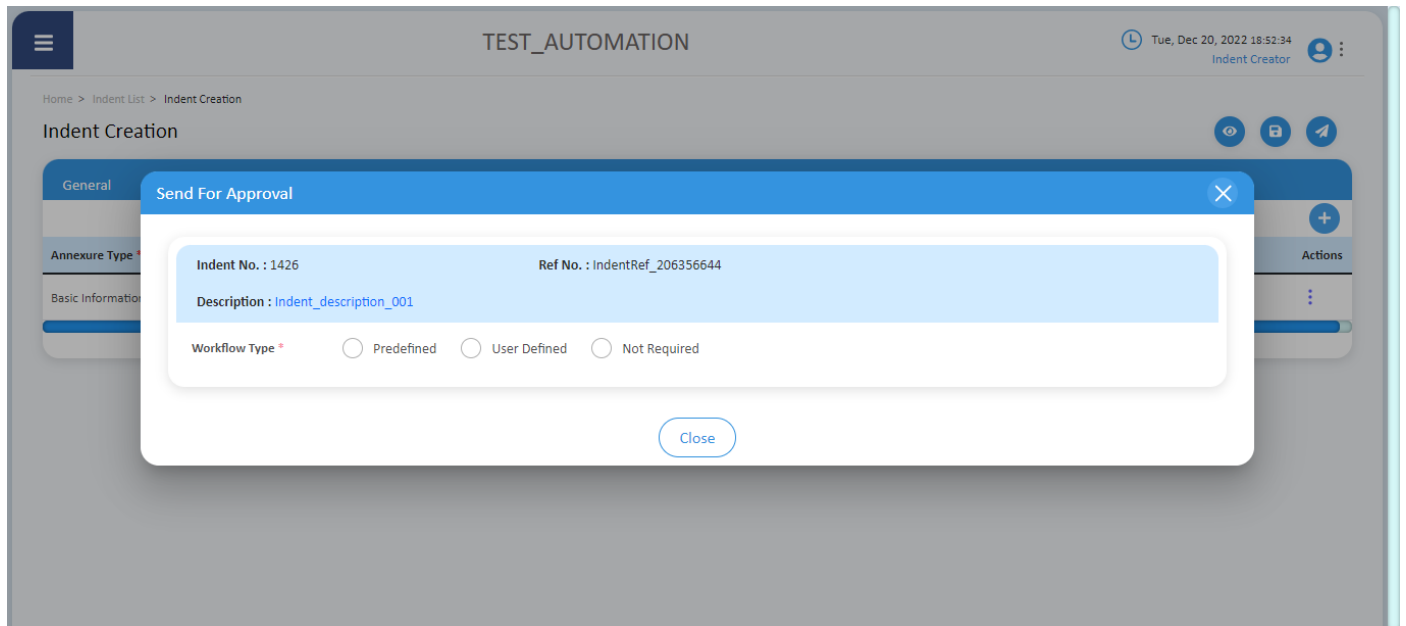 TEST_AUTOMATION
Tue, Dec 20, 2022 18:52:34
Indent Creator
Home > Indent List > Indent Creation
Indent Creation
General
Send For Approval
Annexure Type *
Actions
Indent No. : 1426 Ref No. : IndentRef_206356644
Basic Information
Description : Indent_description_001
Workflow Type * Predefined User Defined Not Required
Close